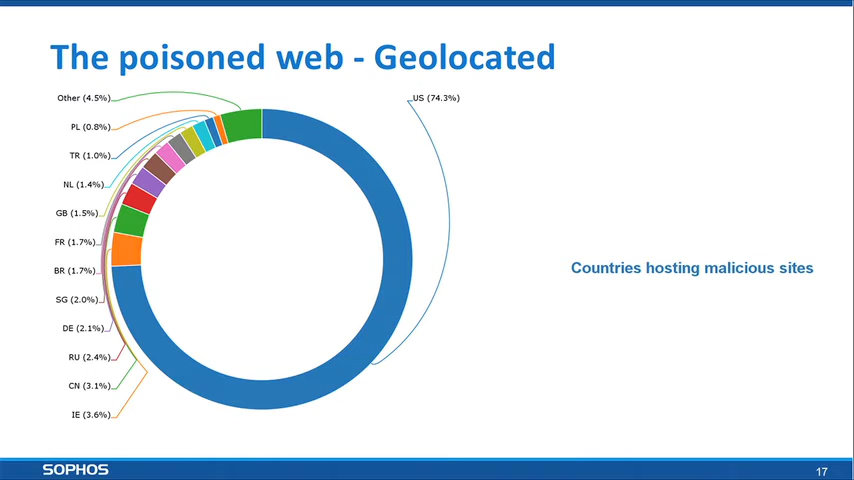 The poisoned web - Geolocated
Other (4.5%)
US (74.3%)
PL (0.8%)
TR (1.0%)
NL (1.4%)
GB (1.5%)
FR (1.7%)
BR (1.7%)
Countries hosting malicious sites
SG (2.0%)
DE (2.1%)
RU (2.4%)
CN (3.1%)
IE (3.6%)
SOPHOS
17